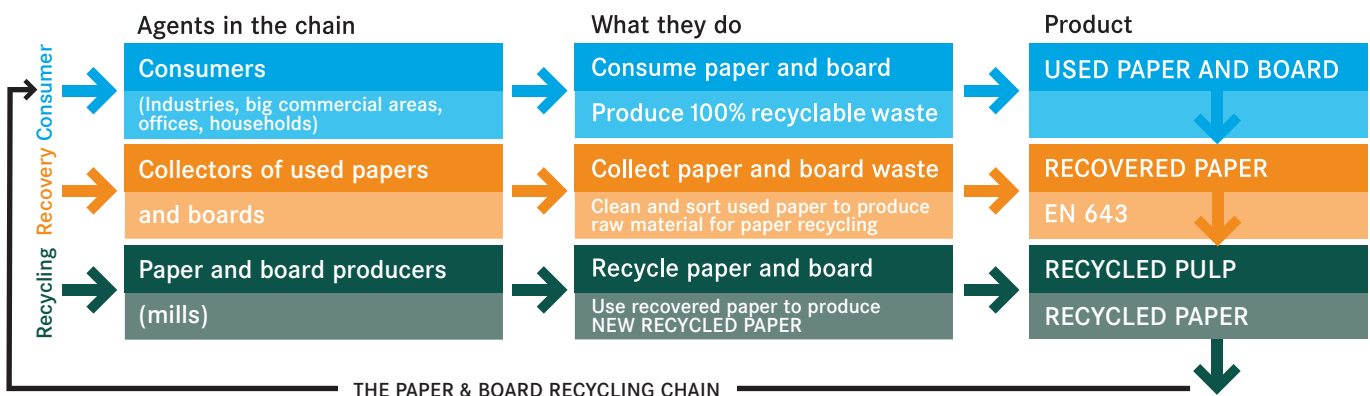 Agents in the chain
What they do
Product
Consumer
Consumers
(Industries, big commercial areas,
offices, households)
Consume paper and board
Produce 100% recyclable waste
USED PAPER AND BOARD
Recovery
Collectors of used papers
and boards
Collect paper and board waste
Clean and sort used paper to produce
raw material for paper recycling
RECOVERED PAPER
EN 643
Recycling
Paper and board producers
(mills)
Recycle paper and board
Use recovered paper to produce
NEW RECYCLED PAPER
RECYCLED PULP
RECYCLED PAPER
THE PAPER & BOARD RECYCLING CHAIN